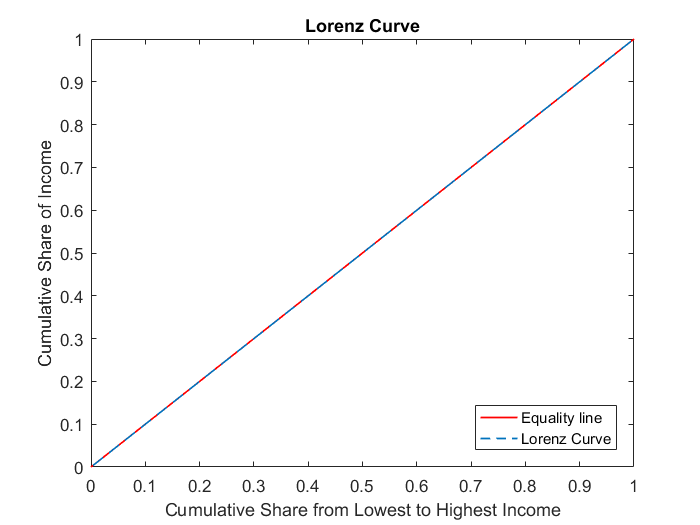 Lorenz Curve
1
0.9
0.8
0.7
0.6
0.5
0.4
0.3
0.2
0.1
0
Cumulative Share of Income
Equality line
Lorenz Curve
0 0.1 0.2 0.3 0.4 0.5 0.6 0.7 0.8 0.9 1
Cumulative Share from Lowest to Highest Income